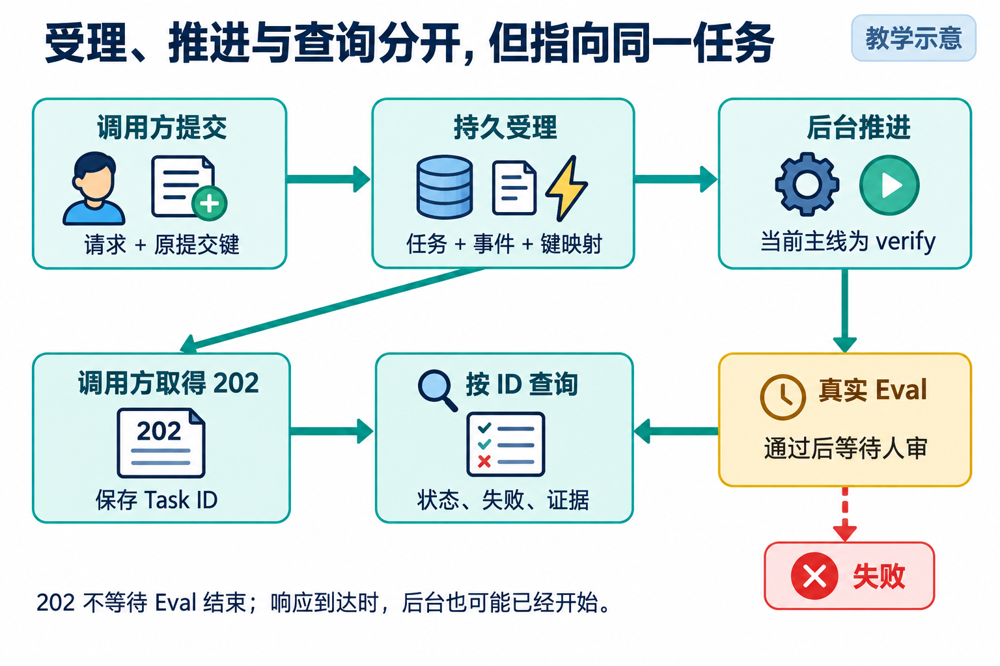 受理、推进与查询分开，但指向同一任务
教学示意
调用方提交
请求 + 原提交键
持久受理
任务 + 事件 + 键映射
后台推进
当前主线为 verify
调用方取得 202
202
保存 Task ID
按 ID 查询
状态、失败、证据
真实 Eval
通过后等待人审
失败
202 不等待 Eval 结束；响应到达时，后台也可能已经开始。